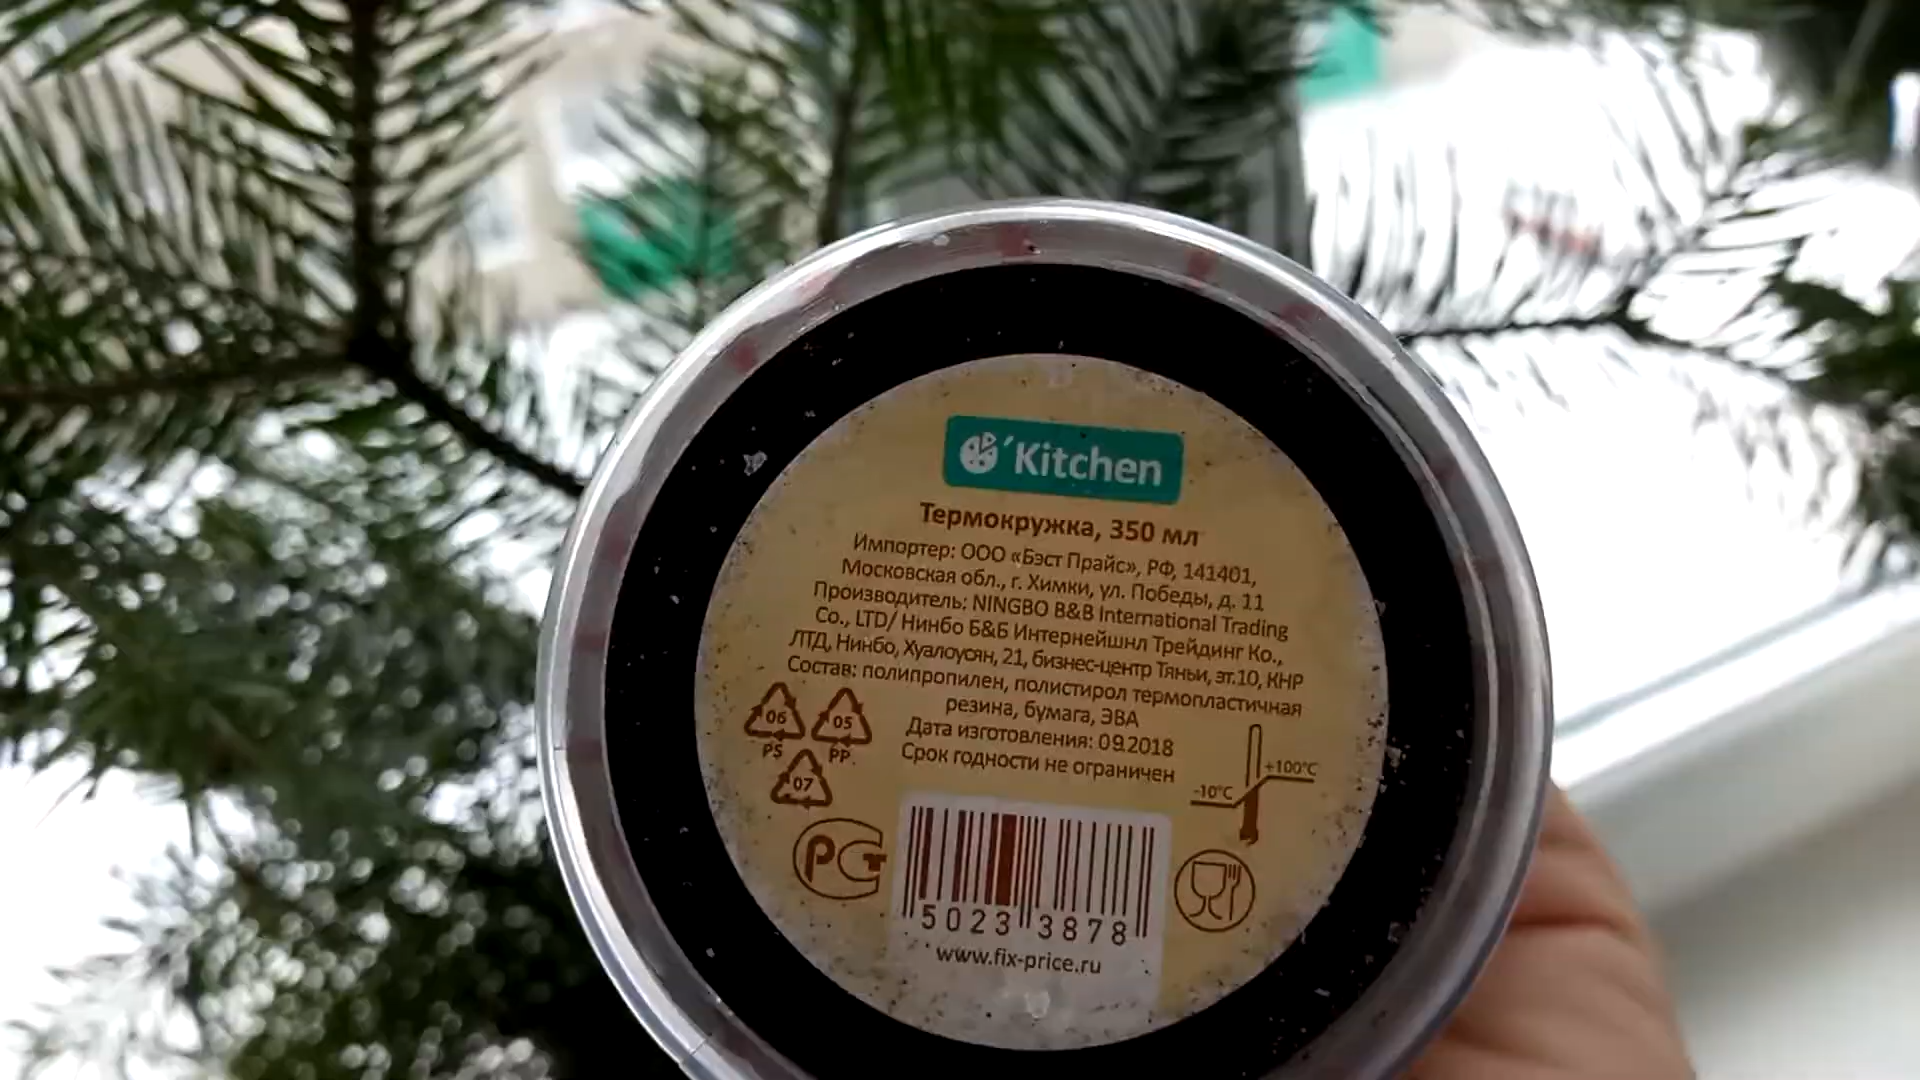 'Kitchen
Термокружка, 350 мл
Импортер: ООО «Бэст Прайс», РФ, 141401,
Московская обл., г. Химки, ул. Победы, д. 11
Производитель: NINGBO B&B International Trading
Co., LTD/ Нинбо Б&Б Интернейшнл Трейдинг Ко.,
ЛТД, Нинбо, Хуалоусян, 21, бизнес-центр Тяньи, эт.10, КНР
Состав: полипропилен, полистирол термопластичная
резина, бумага, ЭВА
Дата изготовления: 09.2018
Срок годности не ограничен
06
PS
05
PP
07
-10°C
+100°C
РСТ
5023 3878
www.fix-price.ru